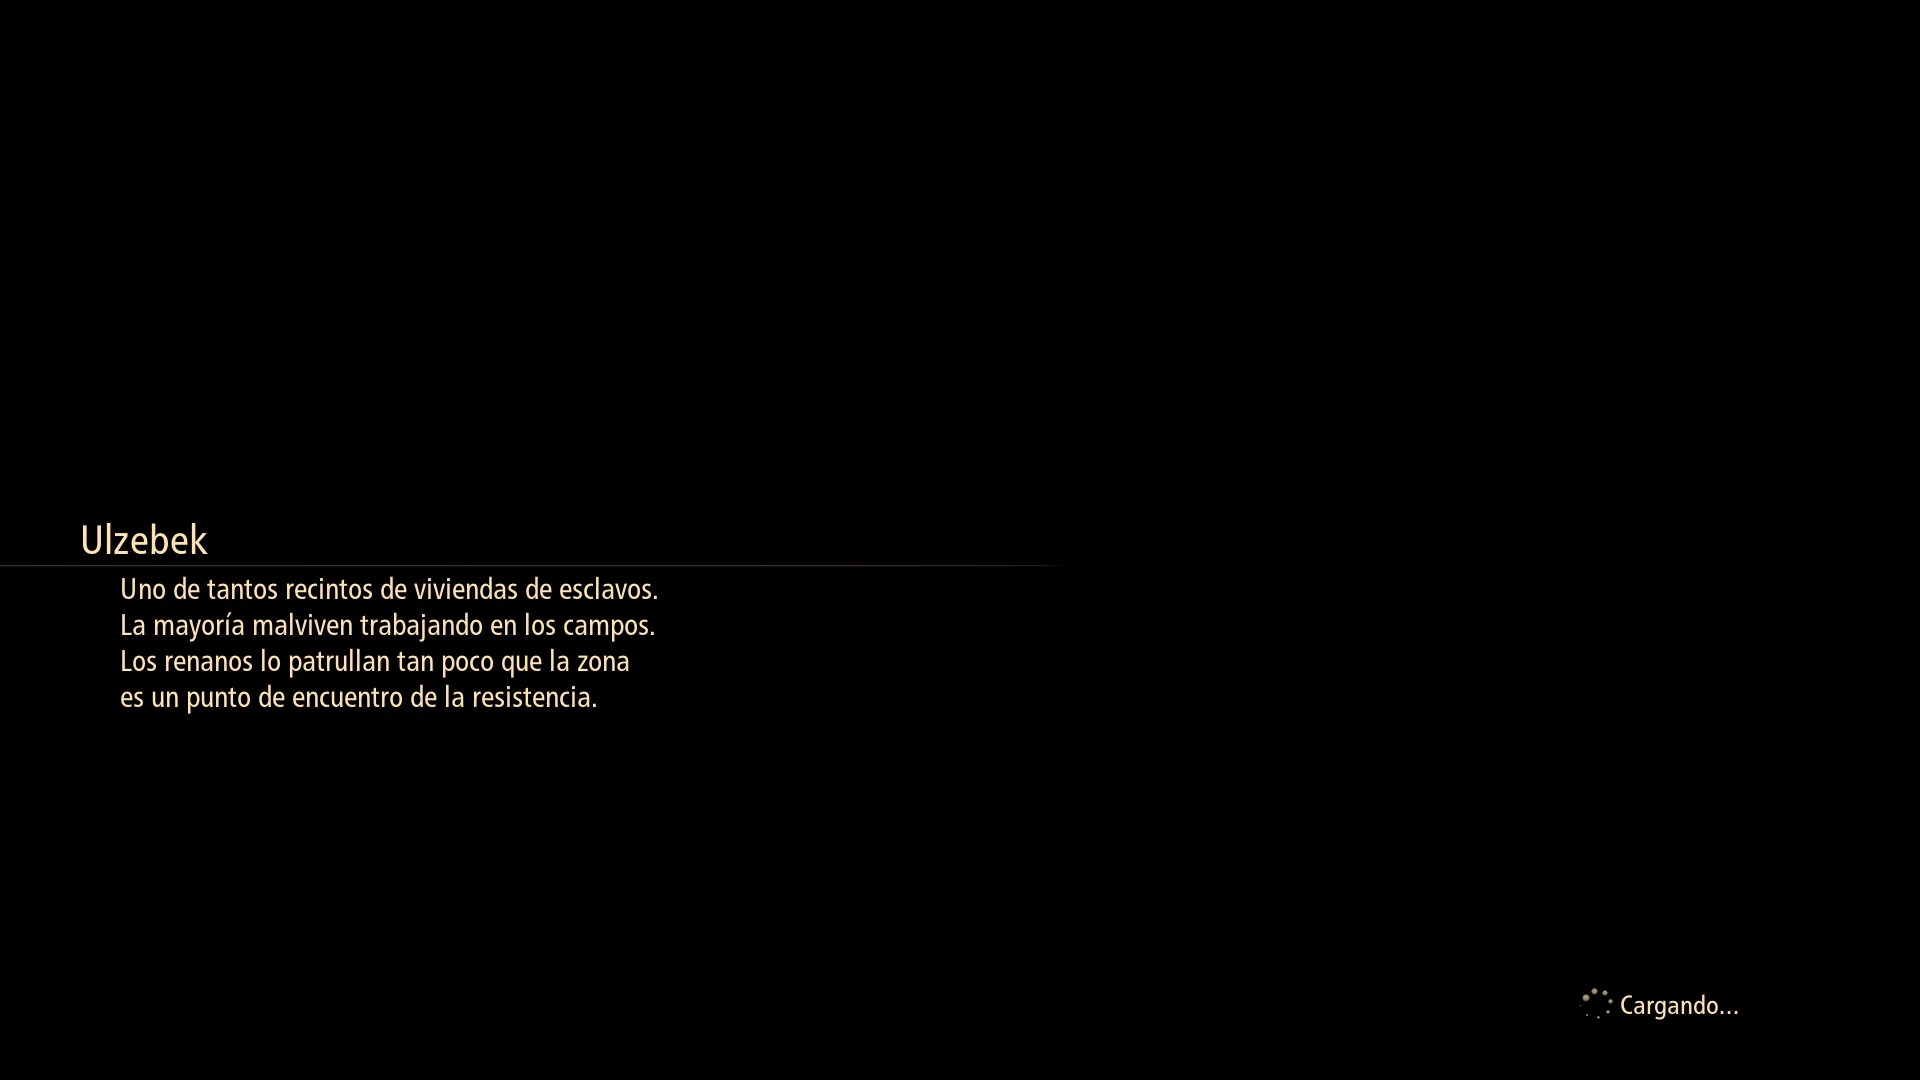 Ulzebek
Uno de tantos recintos de viviendas de esclavos.
La mayoría malviven trabajando en los campos.
Los renanos lo patrullan tan poco que la zona
es un punto de encuentro de la resistencia.
Cargando...